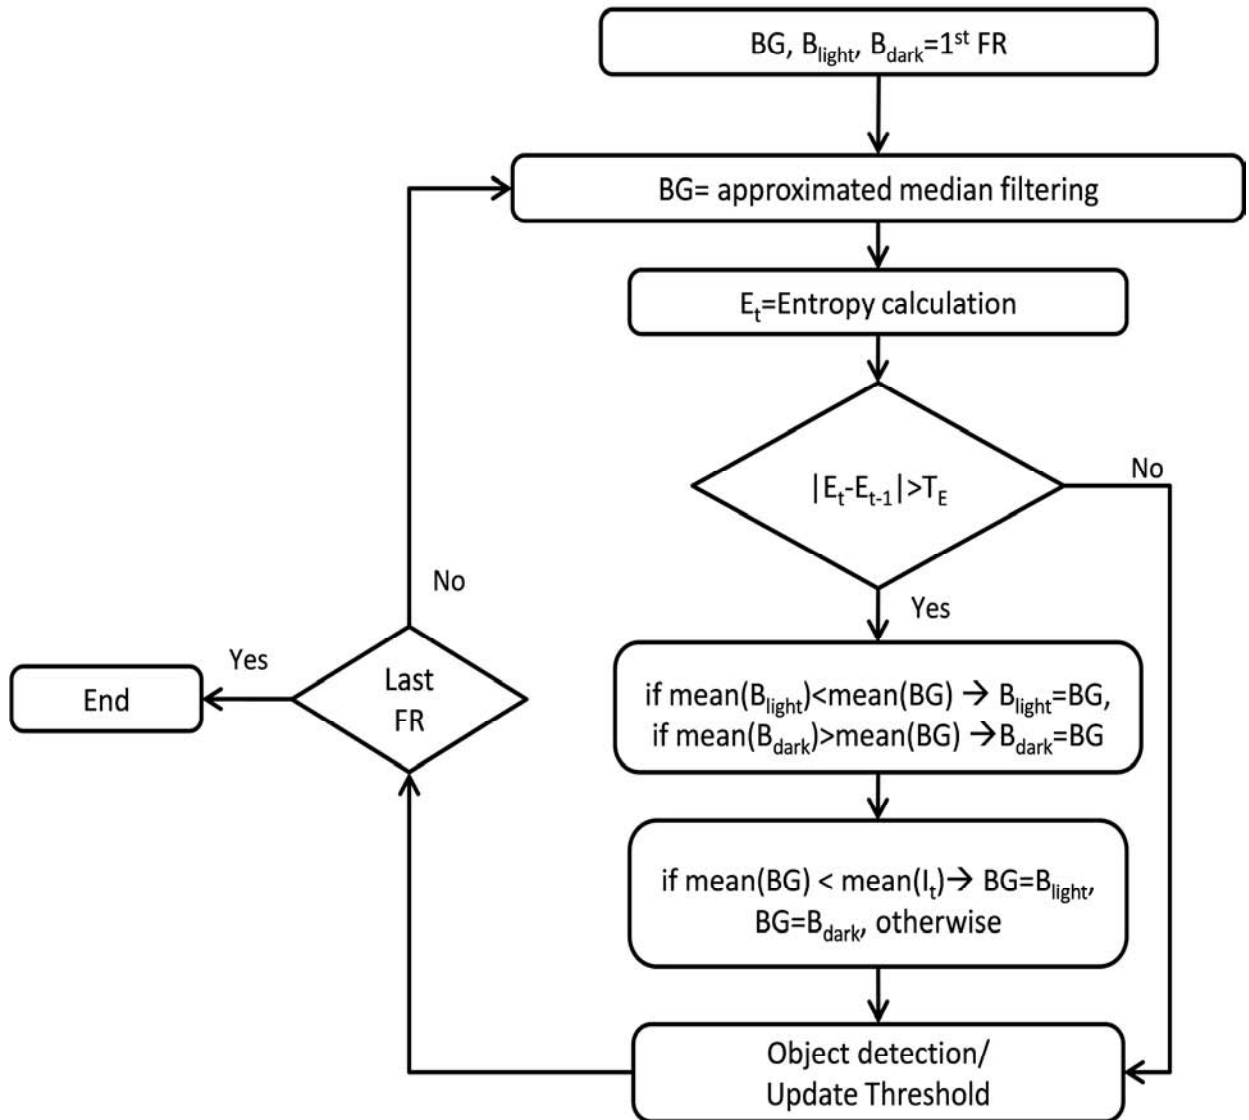 BG, B_light, B_dark=1st FR
BG= approximated median filtering
E_t=Entropy calculation
|E_t-E_t-1|>T_E
No
Yes
if mean(B_light)<mean(BG) → B_light=BG,
if mean(B_dark)>mean(BG) →B_dark=BG
if mean(BG) < mean(I_t)→ BG=B_light,
BG=B_dark, otherwise
Object detection/
Update Threshold
Last
FR
No
Yes
End